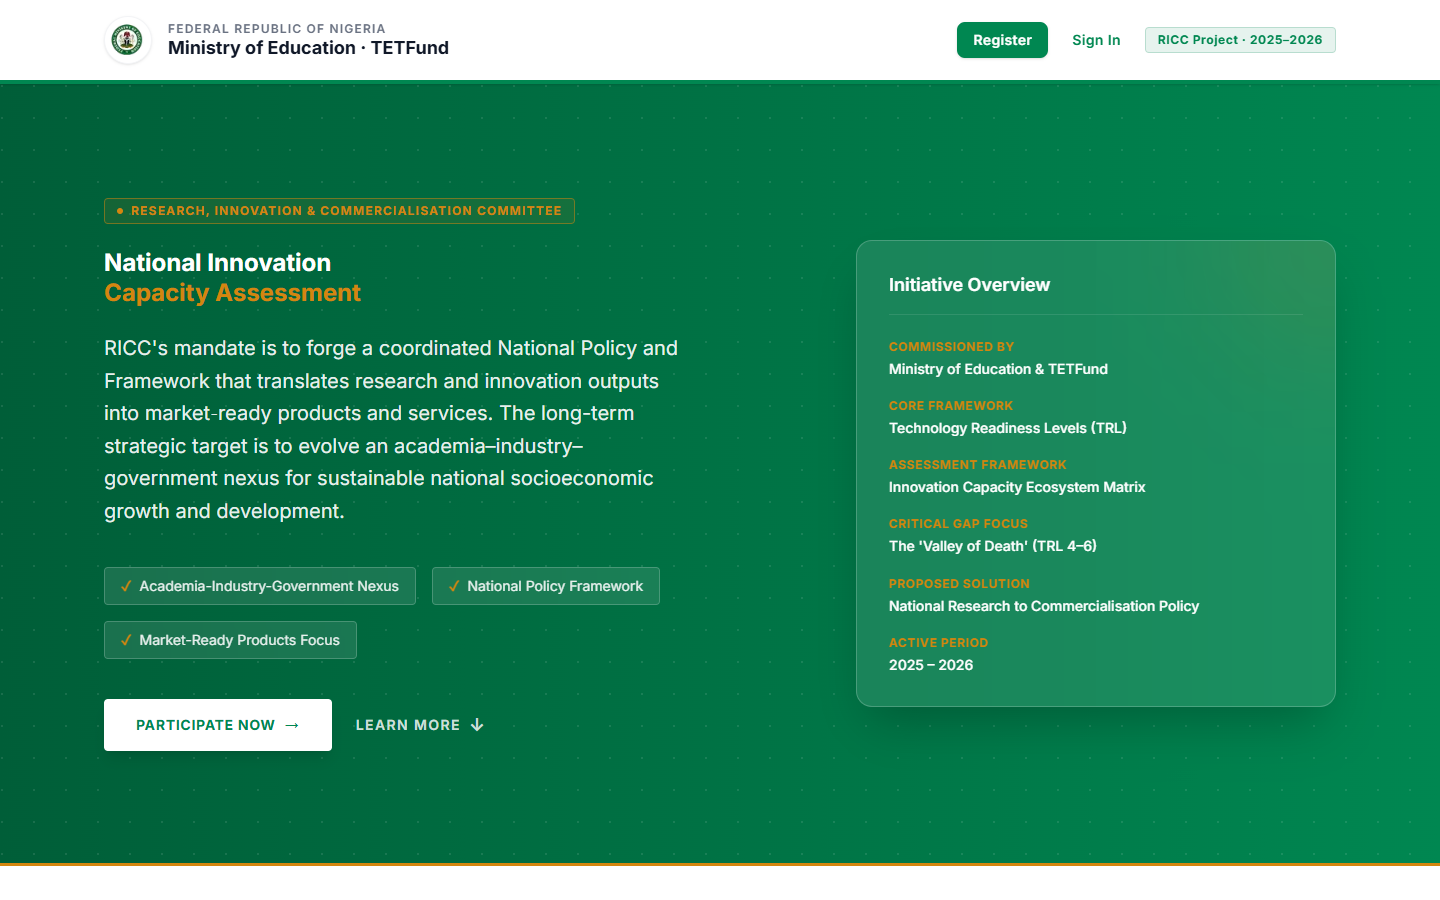 FEDERAL REPUBLIC OF NIGERIA
Ministry of Education · TETFund
Register
Sign In
RICC Project · 2025–2026
RESEARCH, INNOVATION & COMMERCIALISATION COMMITTEE
National Innovation
Capacity Assessment
RICC's mandate is to forge a coordinated National Policy and
Framework that translates research and innovation outputs
into market-ready products and services. The long-term
strategic target is to evolve an academia–industry–
government nexus for sustainable national socioeconomic
growth and development.
✓ Academia-Industry-Government Nexus
✓ National Policy Framework
✓ Market-Ready Products Focus
PARTICIPATE NOW →
LEARN MORE ↓
Initiative Overview
COMMISSIONED BY
Ministry of Education & TETFund
CORE FRAMEWORK
Technology Readiness Levels (TRL)
ASSESSMENT FRAMEWORK
Innovation Capacity Ecosystem Matrix
CRITICAL GAP FOCUS
The 'Valley of Death' (TRL 4–6)
PROPOSED SOLUTION
National Research to Commercialisation Policy
ACTIVE PERIOD
2025 – 2026